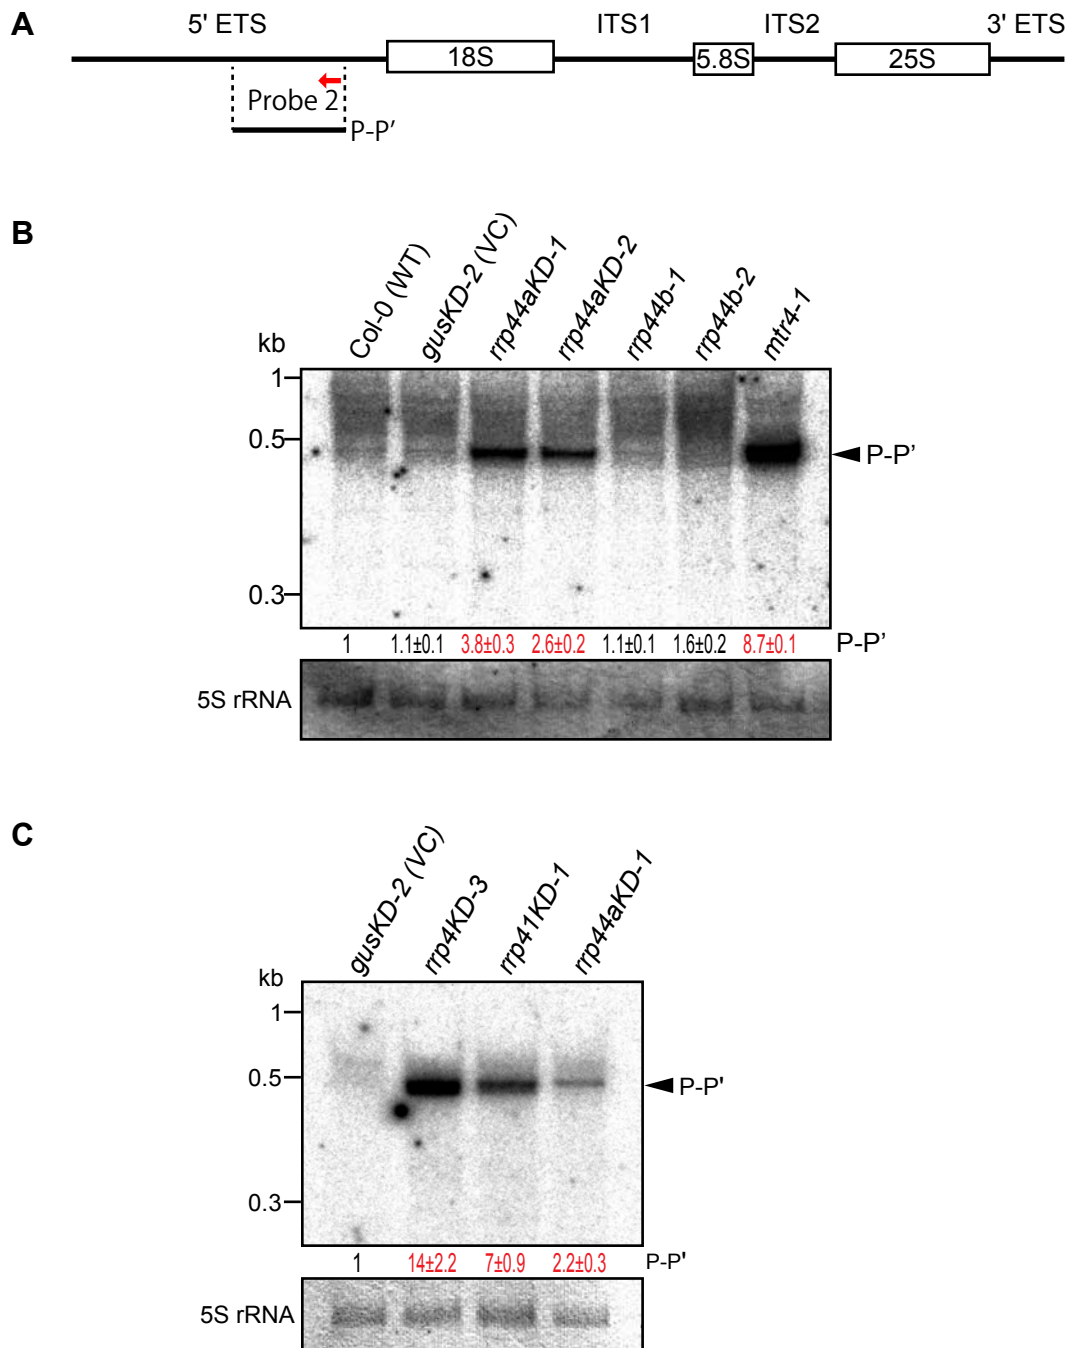 A
5' ETS ITS1 ITS2 3' ETS
18S 5.8S 25S
Probe 2
P-P'
B
Col-0 (WT) gusKD-2 (VC) rrp44aKD-1 rrp44aKD-2 rrp44b-1 rrp44b-2 mtr4-1
kb
1
0.5
P-P'
0.3
1 1.1±0.1 3.8±0.3 2.6±0.2 1.1±0.1 1.6±0.2 8.7±0.1 P-P'
5S rRNA
C
gusKD-2 (VC) rrp4KD-3 rrp41KD-1 rrp44aKD-1
kb
1
0.5
P-P'
0.3
1 14±2.2 7±0.9 2.2±0.3 P-P'
5S rRNA